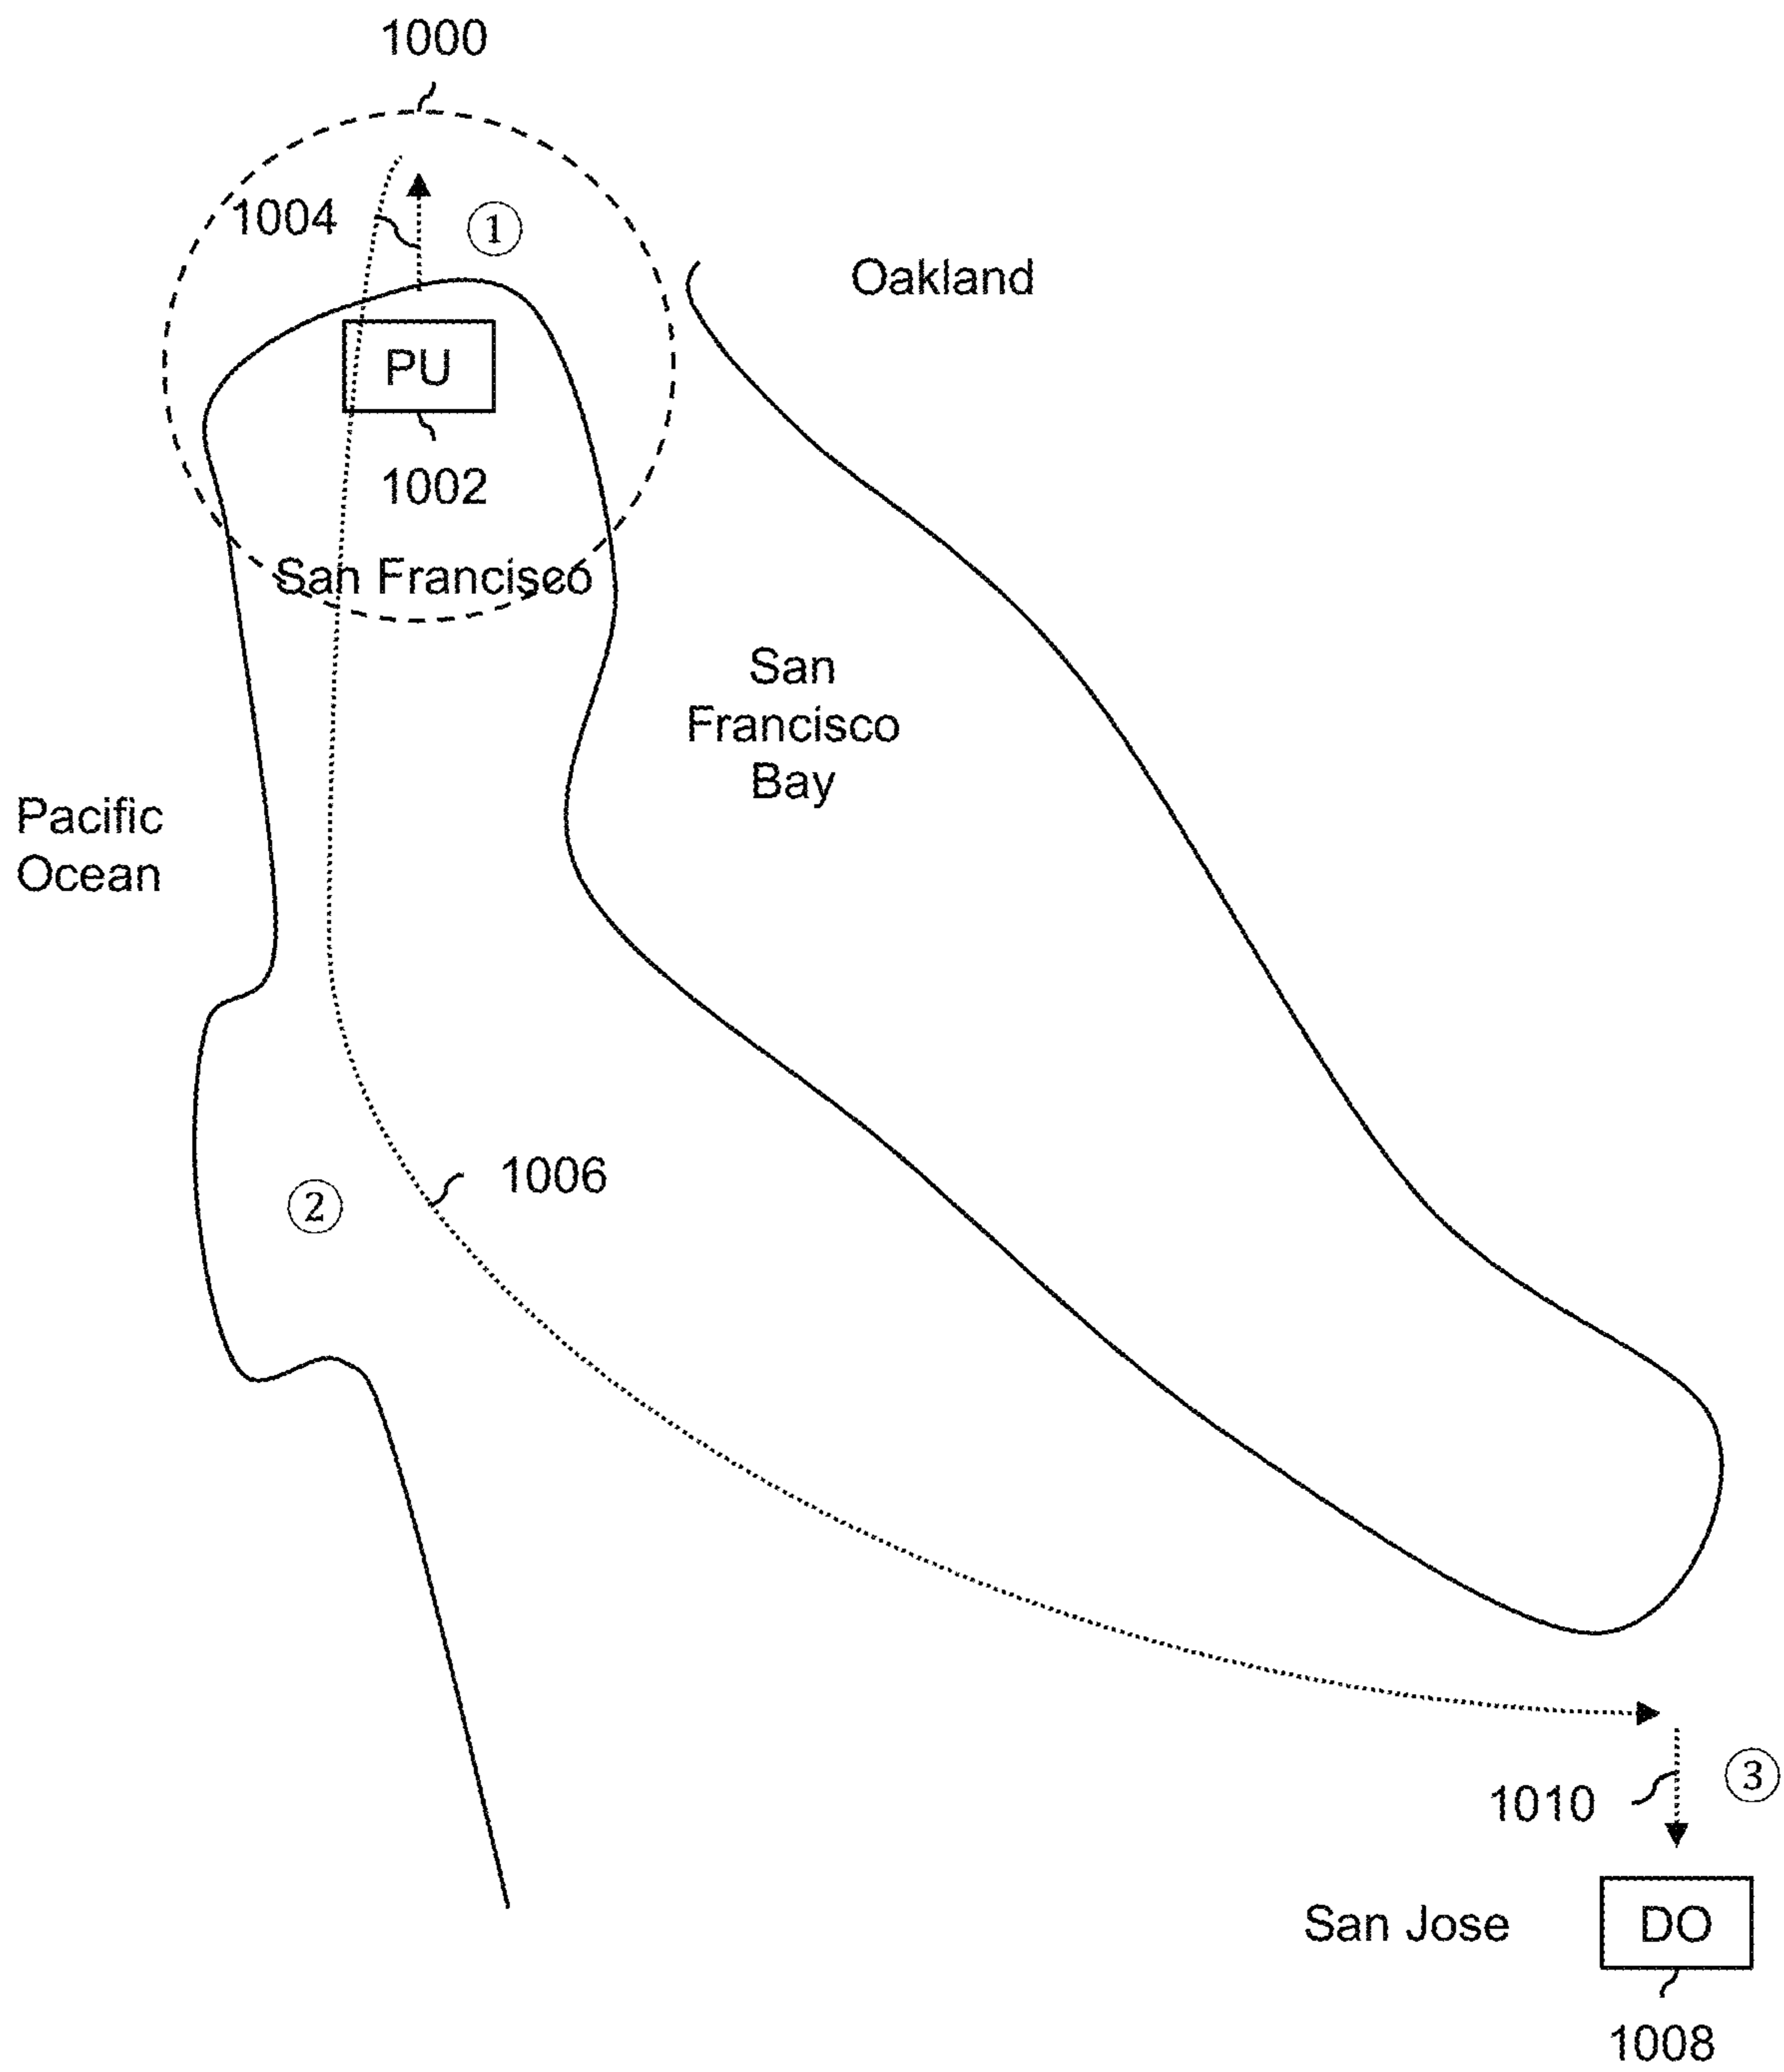 1000
1004
①
Oakland
PU
1002
San Francisco
San
Francisco
Bay
Pacific
Ocean
1006
②
1010
③
San Jose
DO
1008